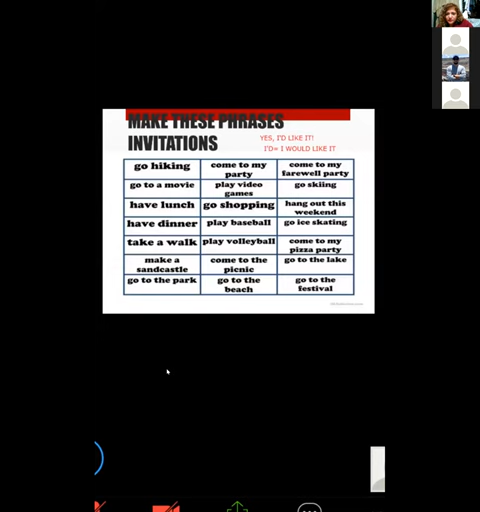 MAKE THESE PHRASES
INVITATIONS
YES, I'D LIKE IT!
I'D= I WOULD LIKE IT
go hiking
come to my
party
come to my
farewell party
go to a movie
play video
games
go skiing
have lunch
go shopping
hang out this
weekend
have dinner
play baseball
go ice skating
take a walk
play volleyball
come to my
pizza party
make a
sandcastle
come to the
picnic
go to the lake
go to the park
go to the
beach
go to the
festival